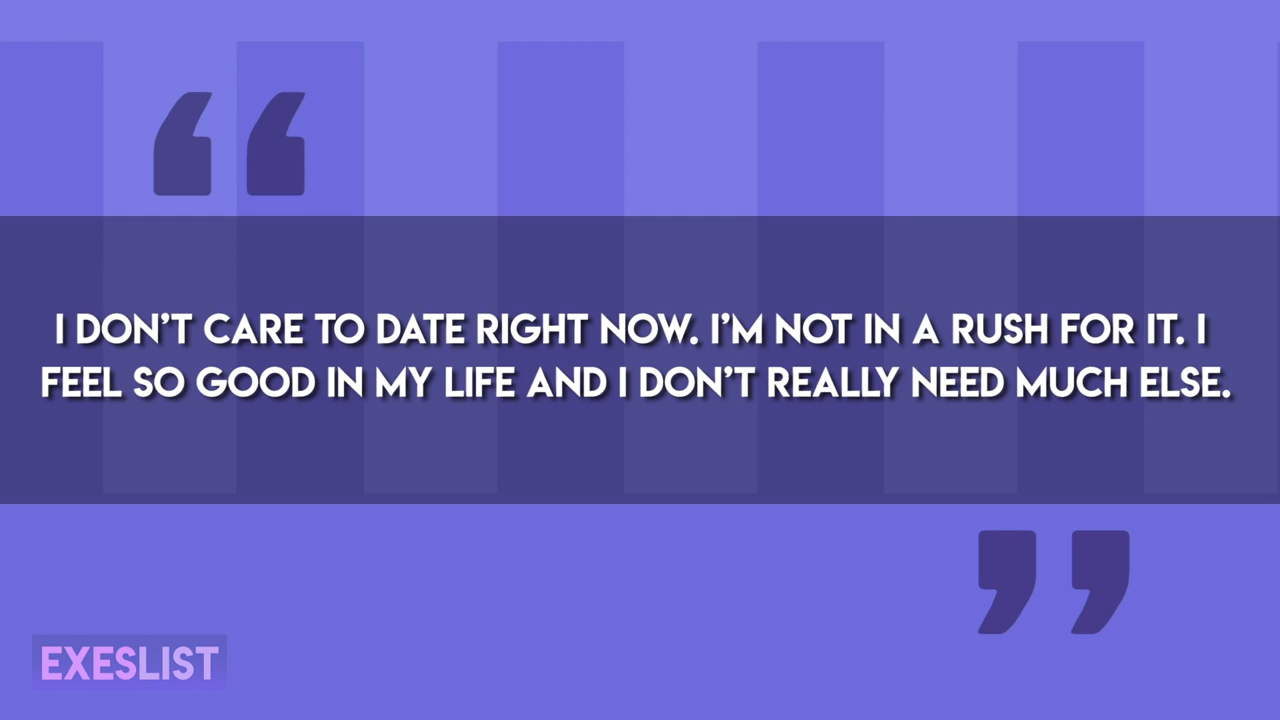 I DON'T CARE TO DATE RIGHT NOW. I'M NOT IN A RUSH FOR IT. I
FEEL SO GOOD IN MY LIFE AND I DON'T REALLY NEED MUCH ELSE.
EXESLIST